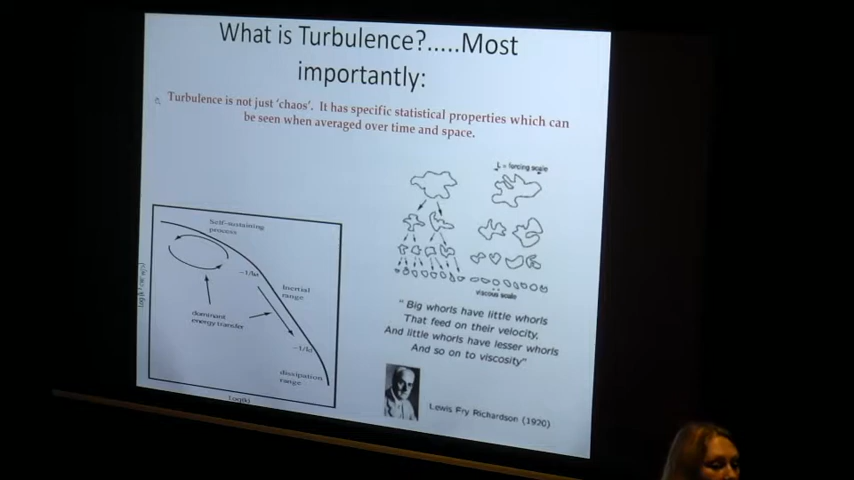 What is Turbulence?.....Most
importantly:
Turbulence is not just 'chaos'. It has specific statistical properties which can
be seen when averaged over time and space.
L = forcing scale
Self-sustaining
process
~1/lo
Inertial
range
dominant
energy transfer
~1/ld
dissipation
range
Log(k)
viscous scale
" Big whorls have little whorls
That feed on their velocity,
And little whorls have lesser whorls
And so on to viscosity"
Lewis Fry Richardson (1920)